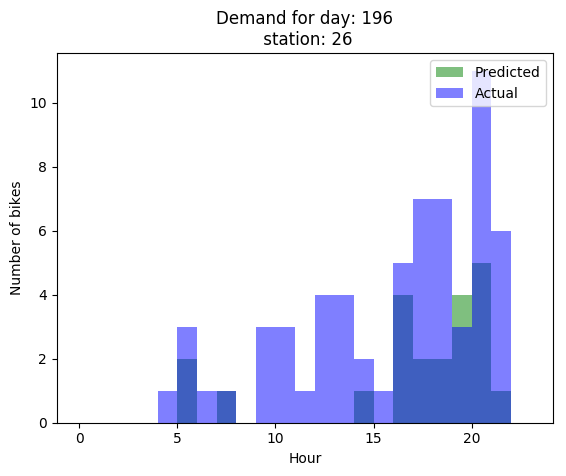 Demand for day: 196
station: 26
Predicted
Actual
Number of bikes
10
8
6
4
2
0
0 5 10 15 20
Hour